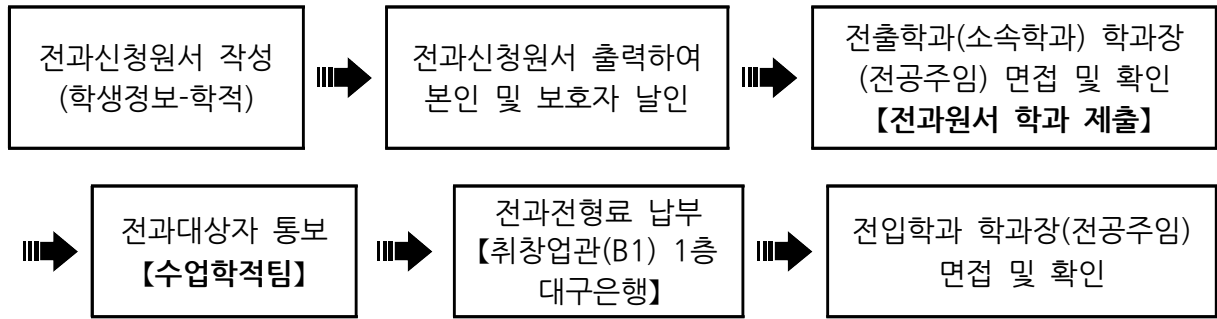 전과신청원서 작성
(학생정보-학적)
전과신청원서 출력하여
본인 및 보호자 날인
전출학과(소속학과) 학과장
(전공주임) 면접 및 확인
【전과원서 학과 제출】
전과대상자 통보
【수업학적팀】
전과전형료 납부
【취창업관(B1) 1층
대구은행】
전입학과 학과장(전공주임)
면접 및 확인